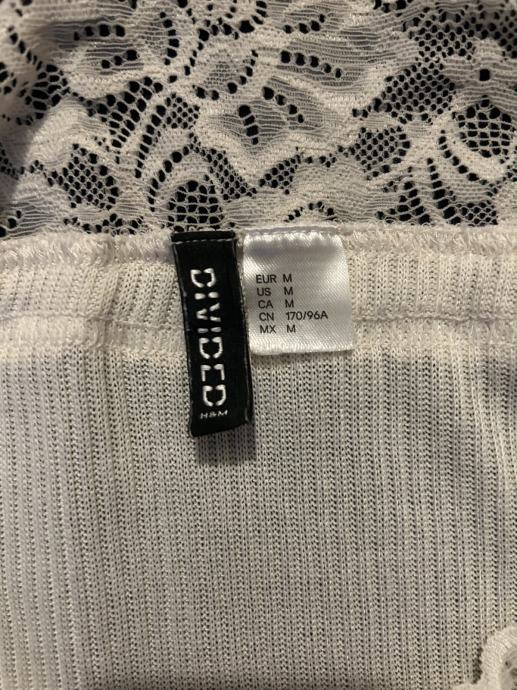 DIVIDED
H&M
EUR M
US M
CA M
CN 170/96A
MX M